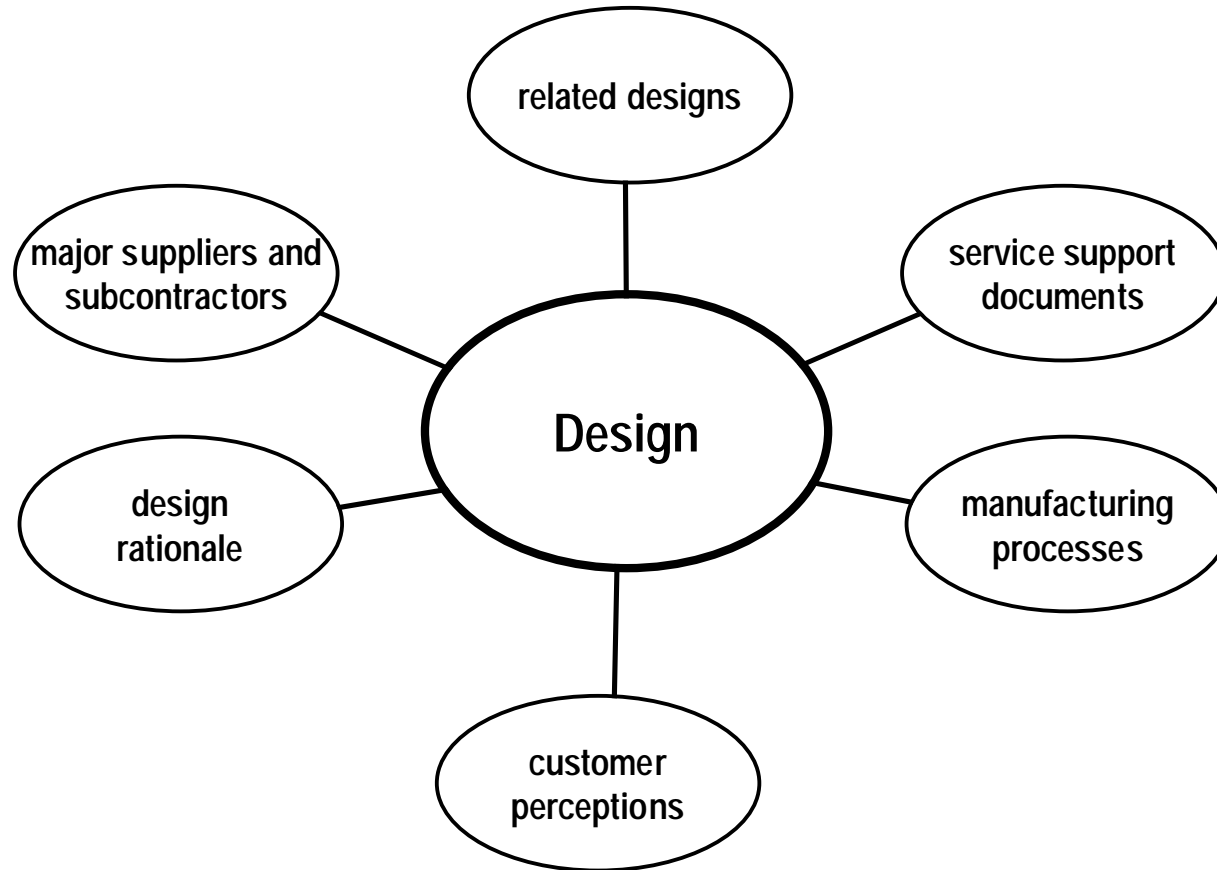 related designs
major suppliers and
subcontractors
service support
documents
Design
design
rationale
manufacturing
processes
customer
perceptions